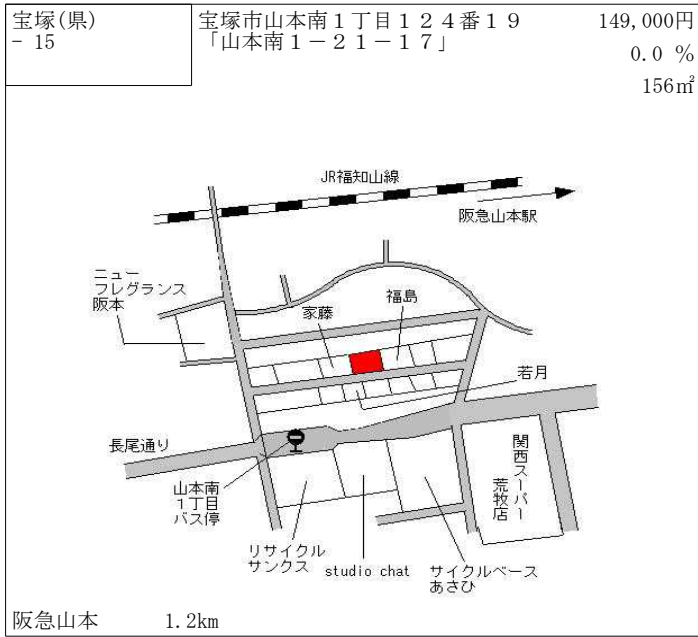 宝塚(県)
- 15
宝塚市山本南１丁目１２４番１９
「山本南１－２１－１７」
149,000円
0.0 %
156㎡
JR福知山線
阪急山本駅
ニュー
フレグランス
阪本
家藤
福島
若月
長尾通り
山本南
1丁目
バス停
関西スーパー
荒牧店
リサイクル
サンクス
studio chat
サイクルベース
あさひ
阪急山本
1.2km